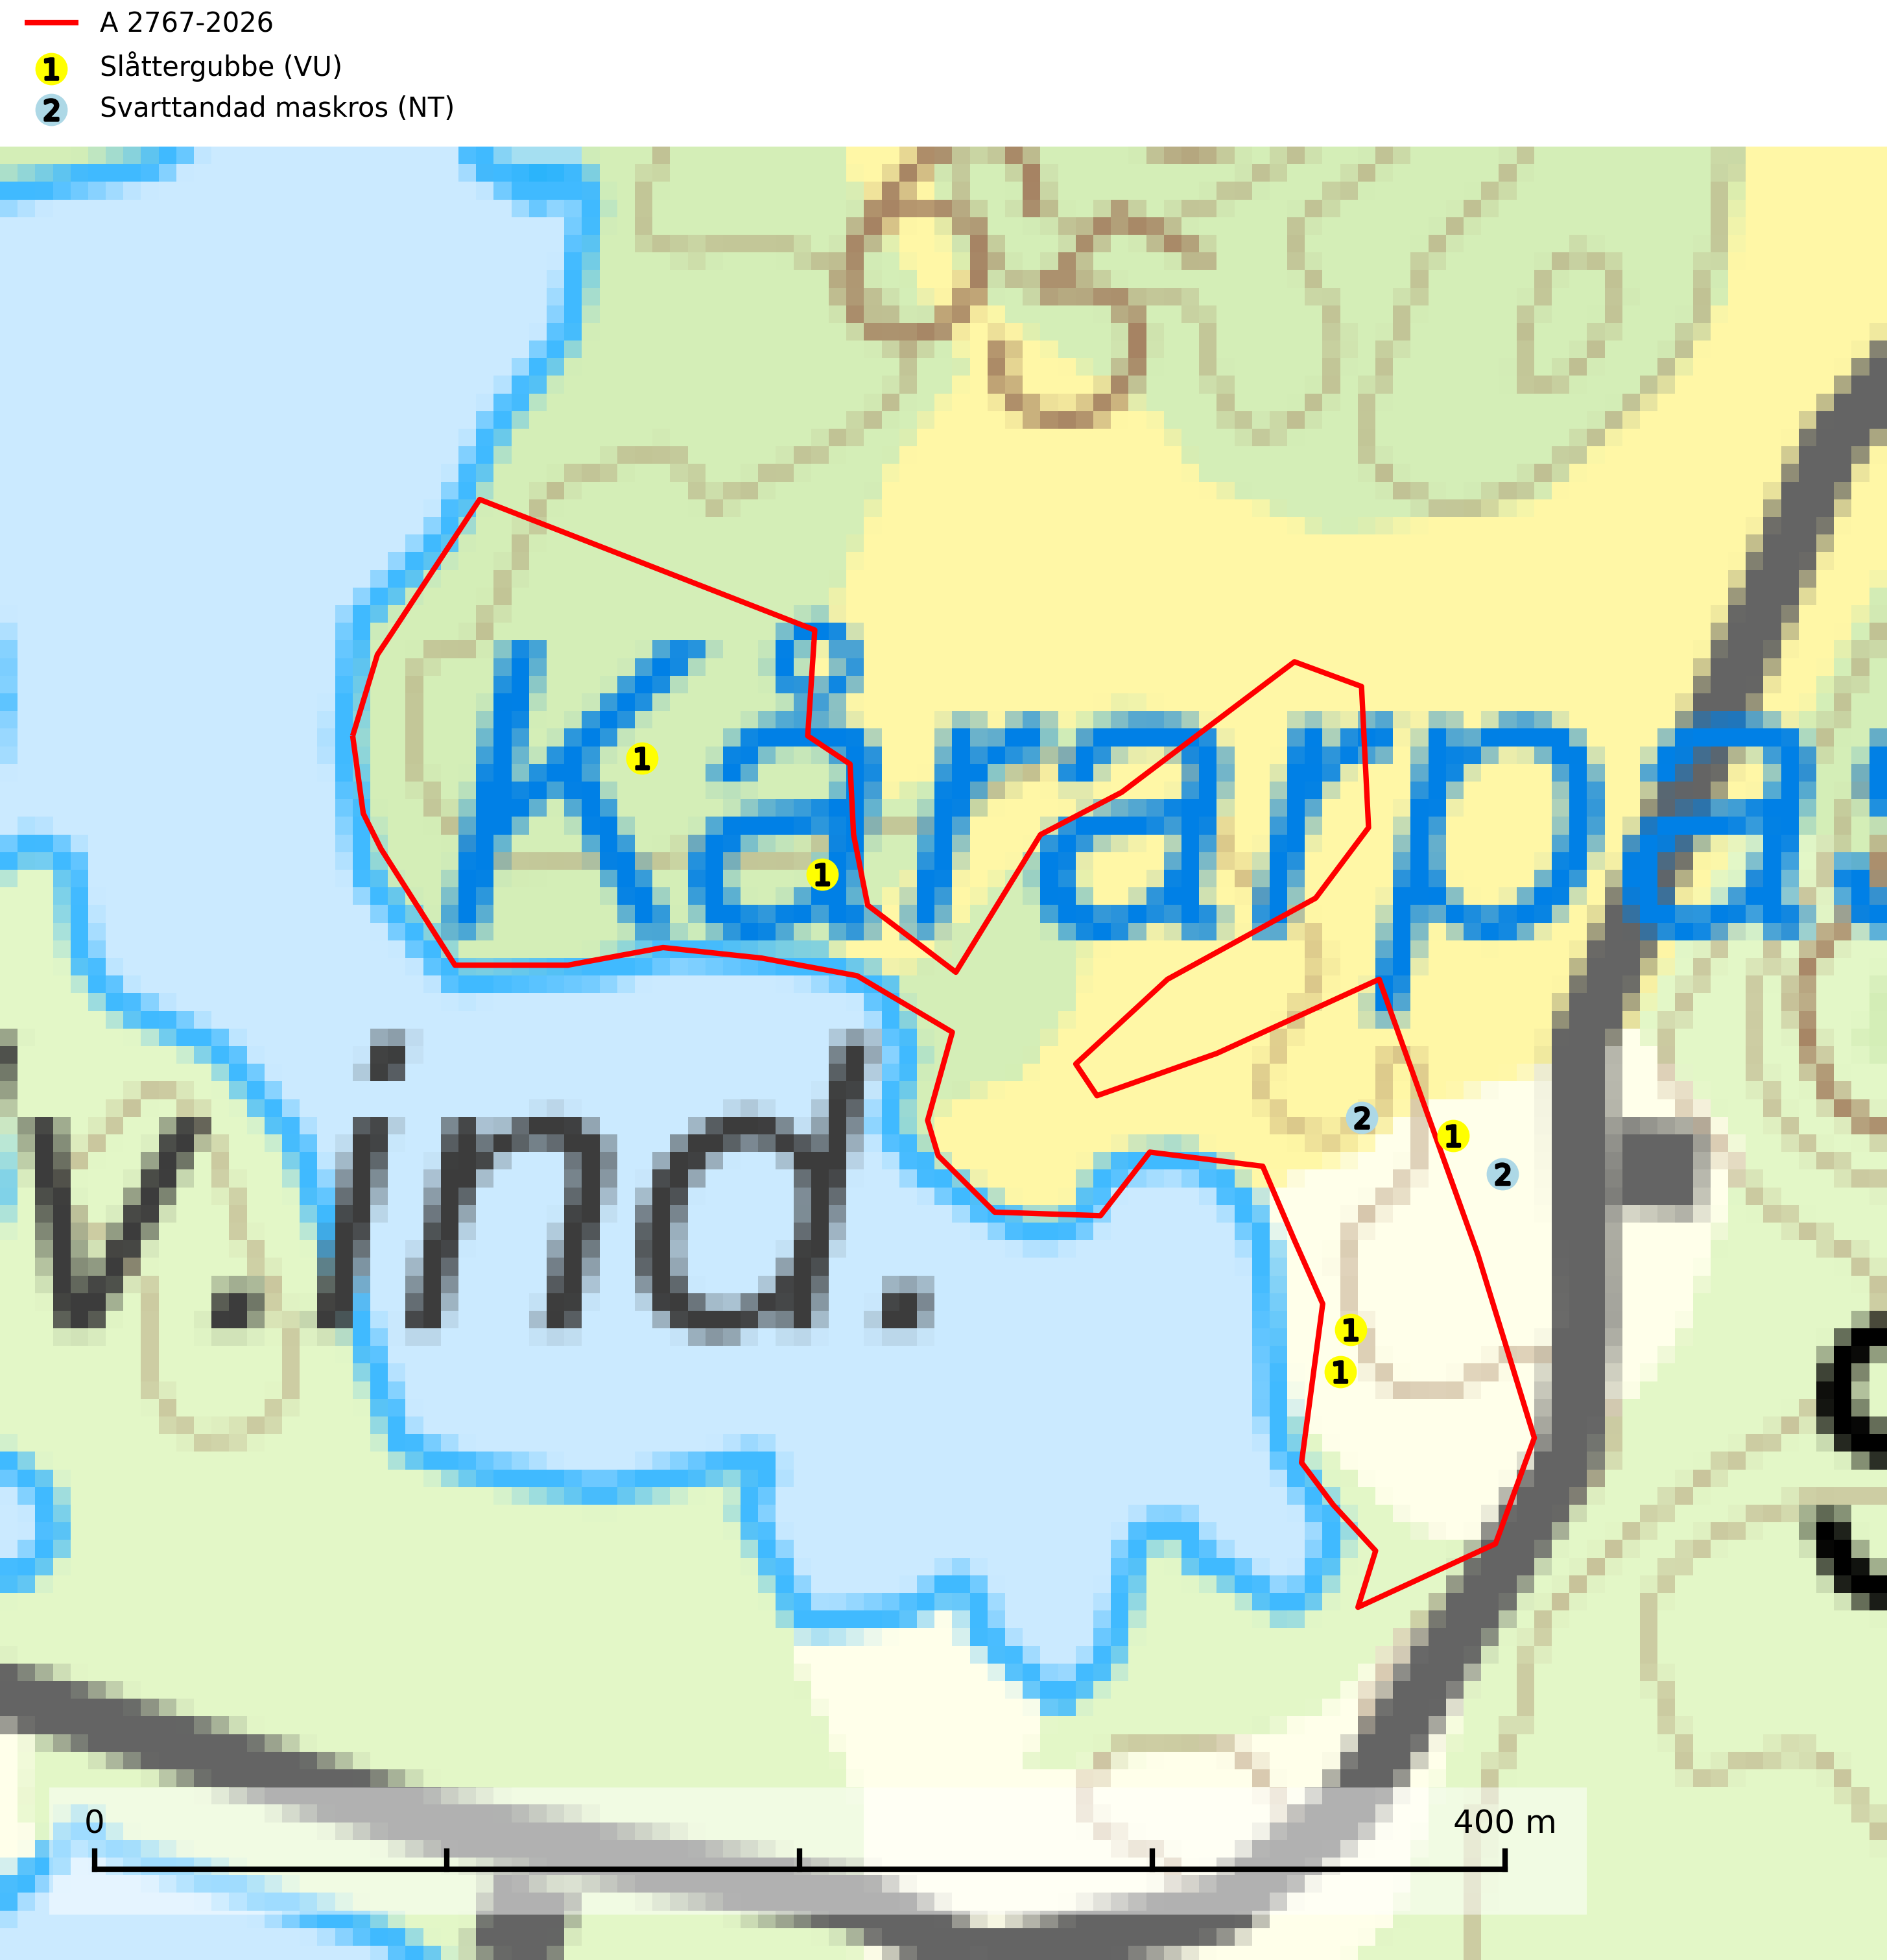 A 2767-2026
1 Slåttergubbe (VU)
2 Svarttandad maskros (NT)
1
1
2
1
2
1
1
v.ind.
0
400 m